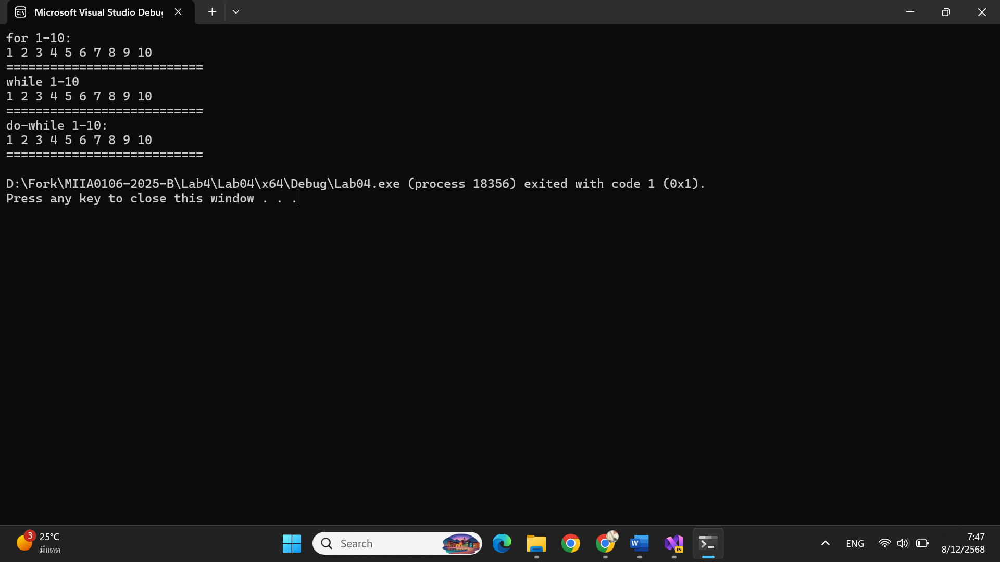 Microsoft Visual Studio Debug
for 1-10:
1 2 3 4 5 6 7 8 9 10
===========================
while 1-10
1 2 3 4 5 6 7 8 9 10
===========================
do-while 1-10:
1 2 3 4 5 6 7 8 9 10
===========================
D:\Fork\MIIA0106-2025-B\Lab4\Lab04\x64\Debug\Lab04.exe (process 18356) exited with code 1 (0x1).
Press any key to close this window . . .
3
25°C
มีแดด
Search
W
IN
ENG
7:47
8/12/2568